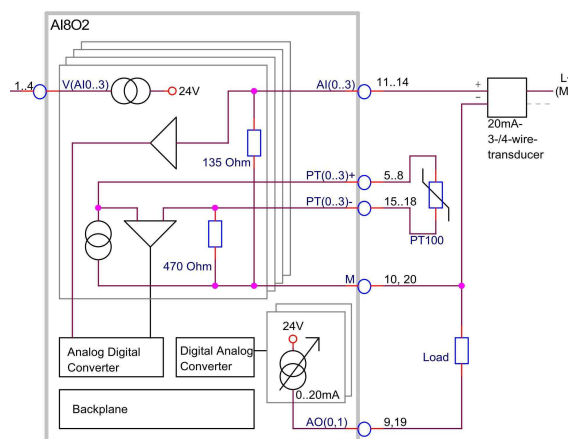 AI8O2
1..4
V(AI0..3)
24V
AI(0..3)
11..14
+
−
L+
(M
20mA-
3-/4-wire-
transducer
135 Ohm
PT(0..3)+
5..8
PT(0..3)-
15..18
PT100
470 Ohm
M
10, 20
24V
Analog Digital
Converter
Digital Analog
Converter
0..20mA
Load
Backplane
AO(0,1)
9,19